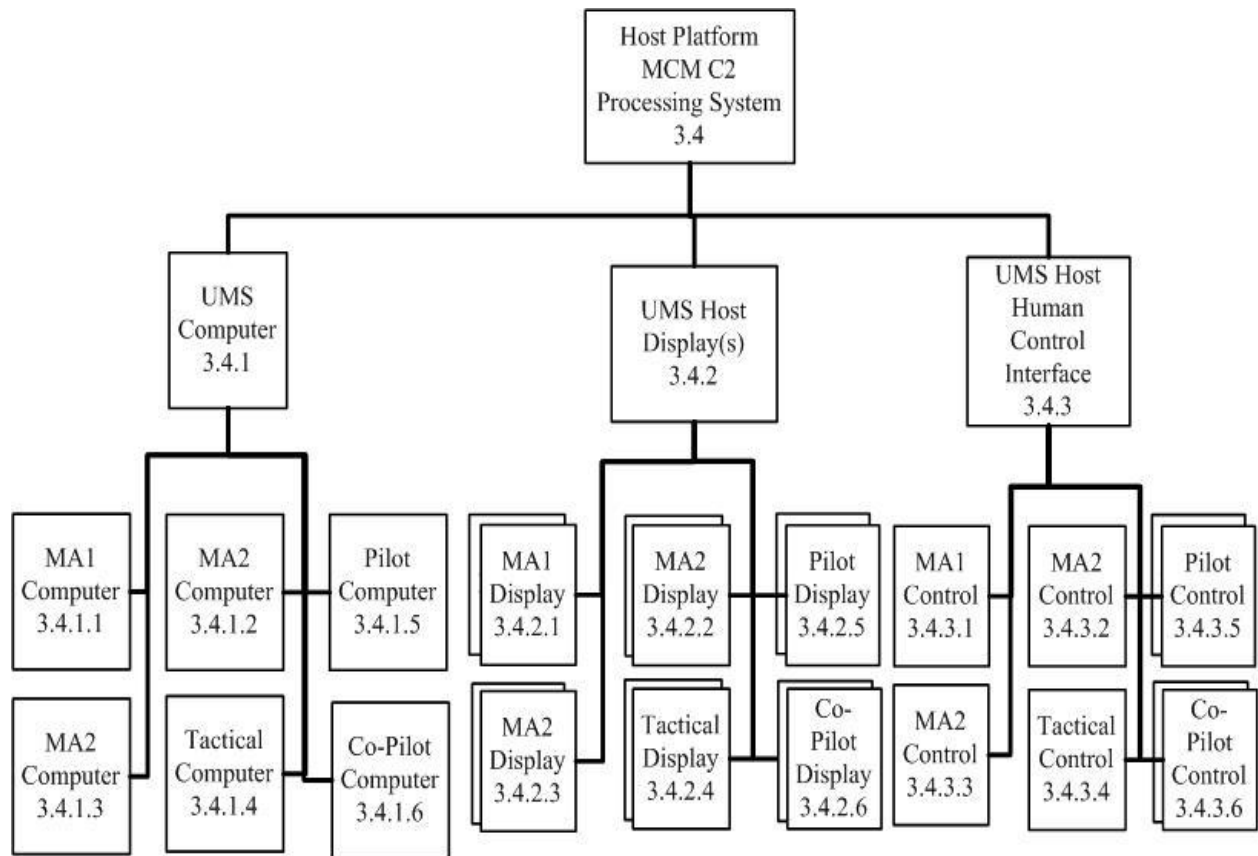 Host Platform
MCM C2
Processing System
3.4
UMS
Computer
3.4.1
UMS Host
Display(s)
3.4.2
UMS Host
Human
Control
Interface
3.4.3
MA1
Computer
3.4.1.1
MA2
Computer
3.4.1.2
Pilot
Computer
3.4.1.5
MA1
Display
3.4.2.1
MA2
Display
3.4.2.2
Pilot
Display
3.4.2.5
MA1
Control
3.4.3.1
MA2
Control
3.4.3.2
Pilot
Control
3.4.3.5
MA2
Computer
3.4.1.3
Tactical
Computer
3.4.1.4
Co-Pilot
Computer
3.4.1.6
MA2
Display
3.4.2.3
Tactical
Display
3.4.2.4
Co-
Pilot
Display
3.4.2.6
MA2
Control
3.4.3.3
Tactical
Control
3.4.3.4
Co-
Pilot
Control
3.4.3.6